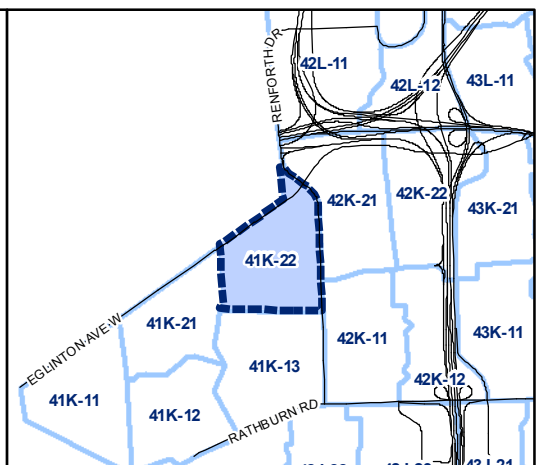 RENFORTH DR
42L-11
42L-12
43L-11
42K-21
42K-22
43K-21
41K-22
41K-21
EGLINTON AVE W
42K-11
43K-11
41K-13
42K-12
41K-11
41K-12
RATHBURN RD